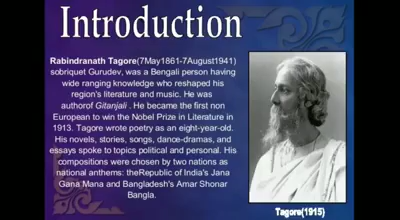 Introduction
Rabindranath Tagore(7May1861-7August1941)
sobriquet Gurudev, was a Bengali person having
wide ranging knowledge who reshaped his
region's literature and music. He was
authorof Gitanjali . He became the first non
European to win the Nobel Prize in Literature in
1913. Tagore wrote poetry as an eight-year-old.
His novels, stories, songs, dance-dramas, and
essays spoke to topics political and personal. His
compositions were chosen by two nations as
national anthems: theRepublic of India's Jana
Gana Mana and Bangladesh's Amar Shonar
Bangla.
Tagore(1915)